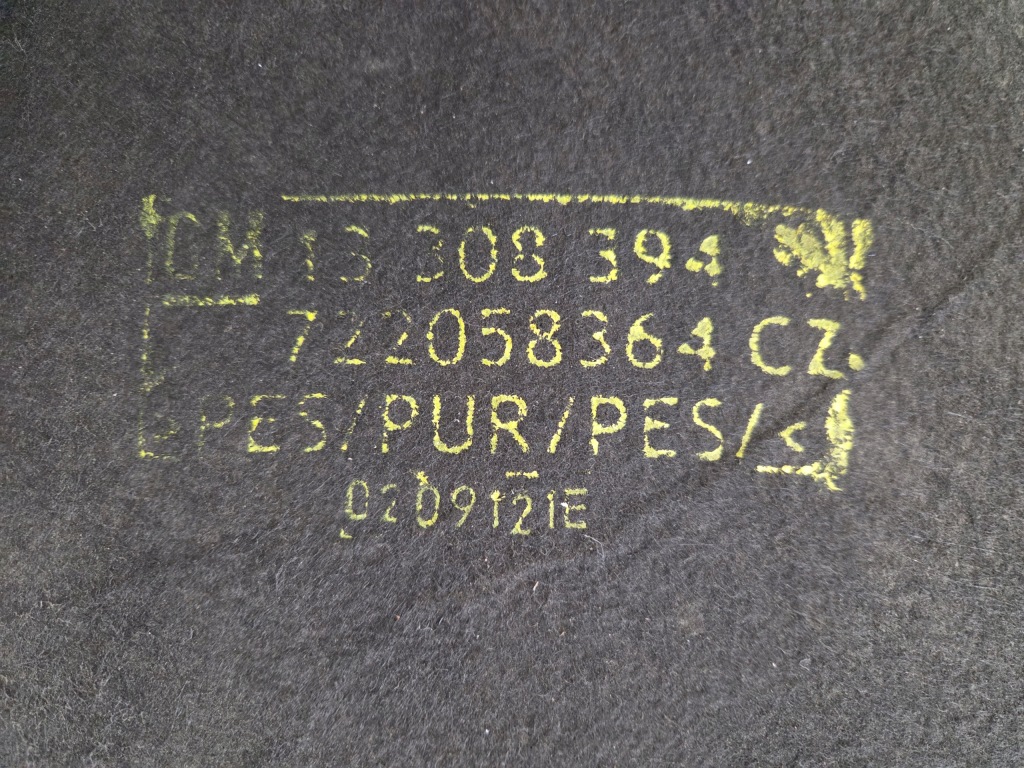 GM 13 308 394
722058364 CZ
>PES/PUR/PES/<
0209121E